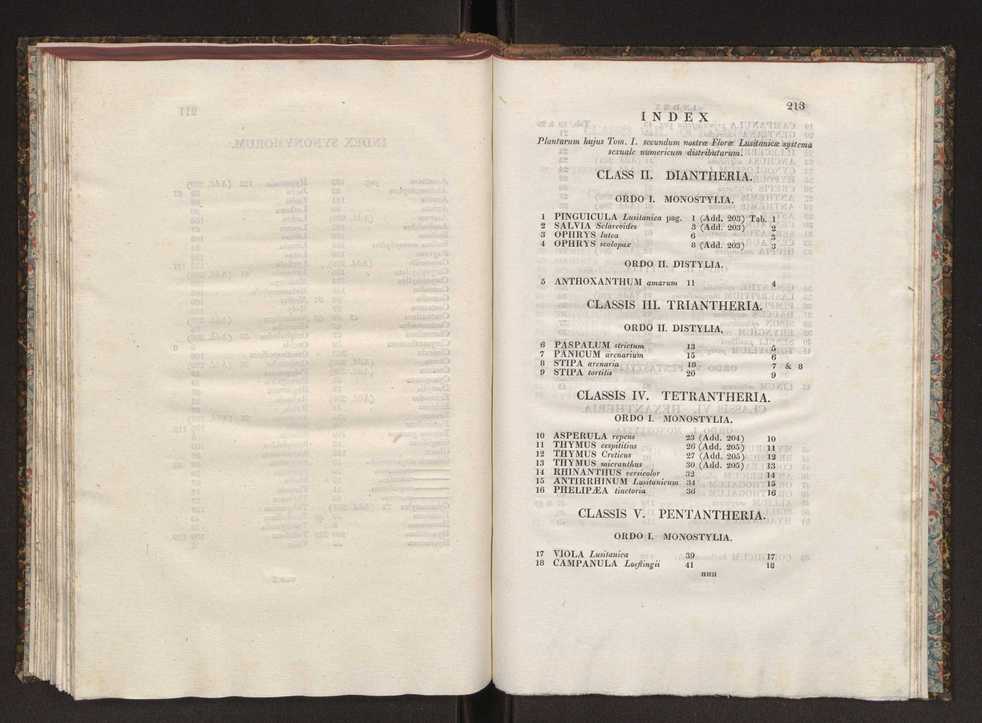 213
INDEX
Plantarum hujus Tom. I. secundum nostræ Floræ Lusitanicæ systema
sexuale numericum distributarum.
CLASS II. DIANTHERIA.
ORDO I. MONOSTYLIA.
1 PINGUICULA Lusitanica pag. 1 (Add. 203) Tab. 1
2 SALVIA Sclareoides 3 (Add. 203) 2
3 OPHRYS lutea 6 3
4 OPHRYS scolopax 8 (Add. 203) 3
ORDO II. DISTYLIA.
5 ANTHOXANTHUM amarum 11 4
CLASSIS III. TRIANTHERIA.
ORDO II. DISTYLIA.
6 PASPALUM strictum 13 5
7 PANICUM arenarium 15 6
8 STIPA arenaria 18 7 & 8
9 STIPA tortilis 20 9
CLASSIS IV. TETRANTHERIA.
ORDO I. MONOSTYLIA.
10 ASPERULA repens 23 (Add. 204) 10
11 THYMUS cespititius 26 (Add. 205) 11
12 THYMUS Creticus 27 (Add. 205) 12
13 THYMUS micranthus 30 (Add. 205) 13
14 RHINANTHUS versicolor 32 14
15 ANTIRRHINUM Lusitanicum 34 15
16 PHELIPÆA tinctoria 36 16
CLASSIS V. PENTANTHERIA.
ORDO I. MONOSTYLIA.
17 VIOLA Lusitanica 39 17
18 CAMPANULA Loeflingii 41 18
nnn